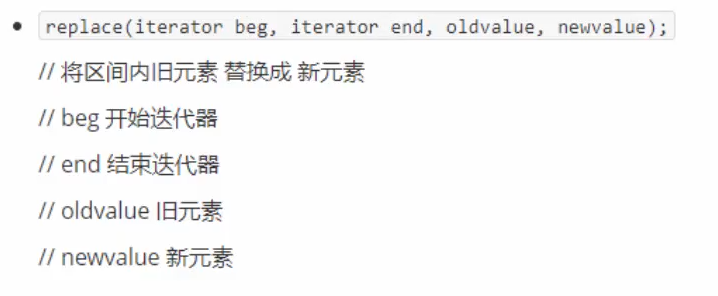 replace(iterator beg, iterator end, oldvalue, newvalue);
// 将区间内旧元素 替换成 新元素
// beg 开始迭代器
// end 结束迭代器
// oldvalue 旧元素
// newvalue 新元素